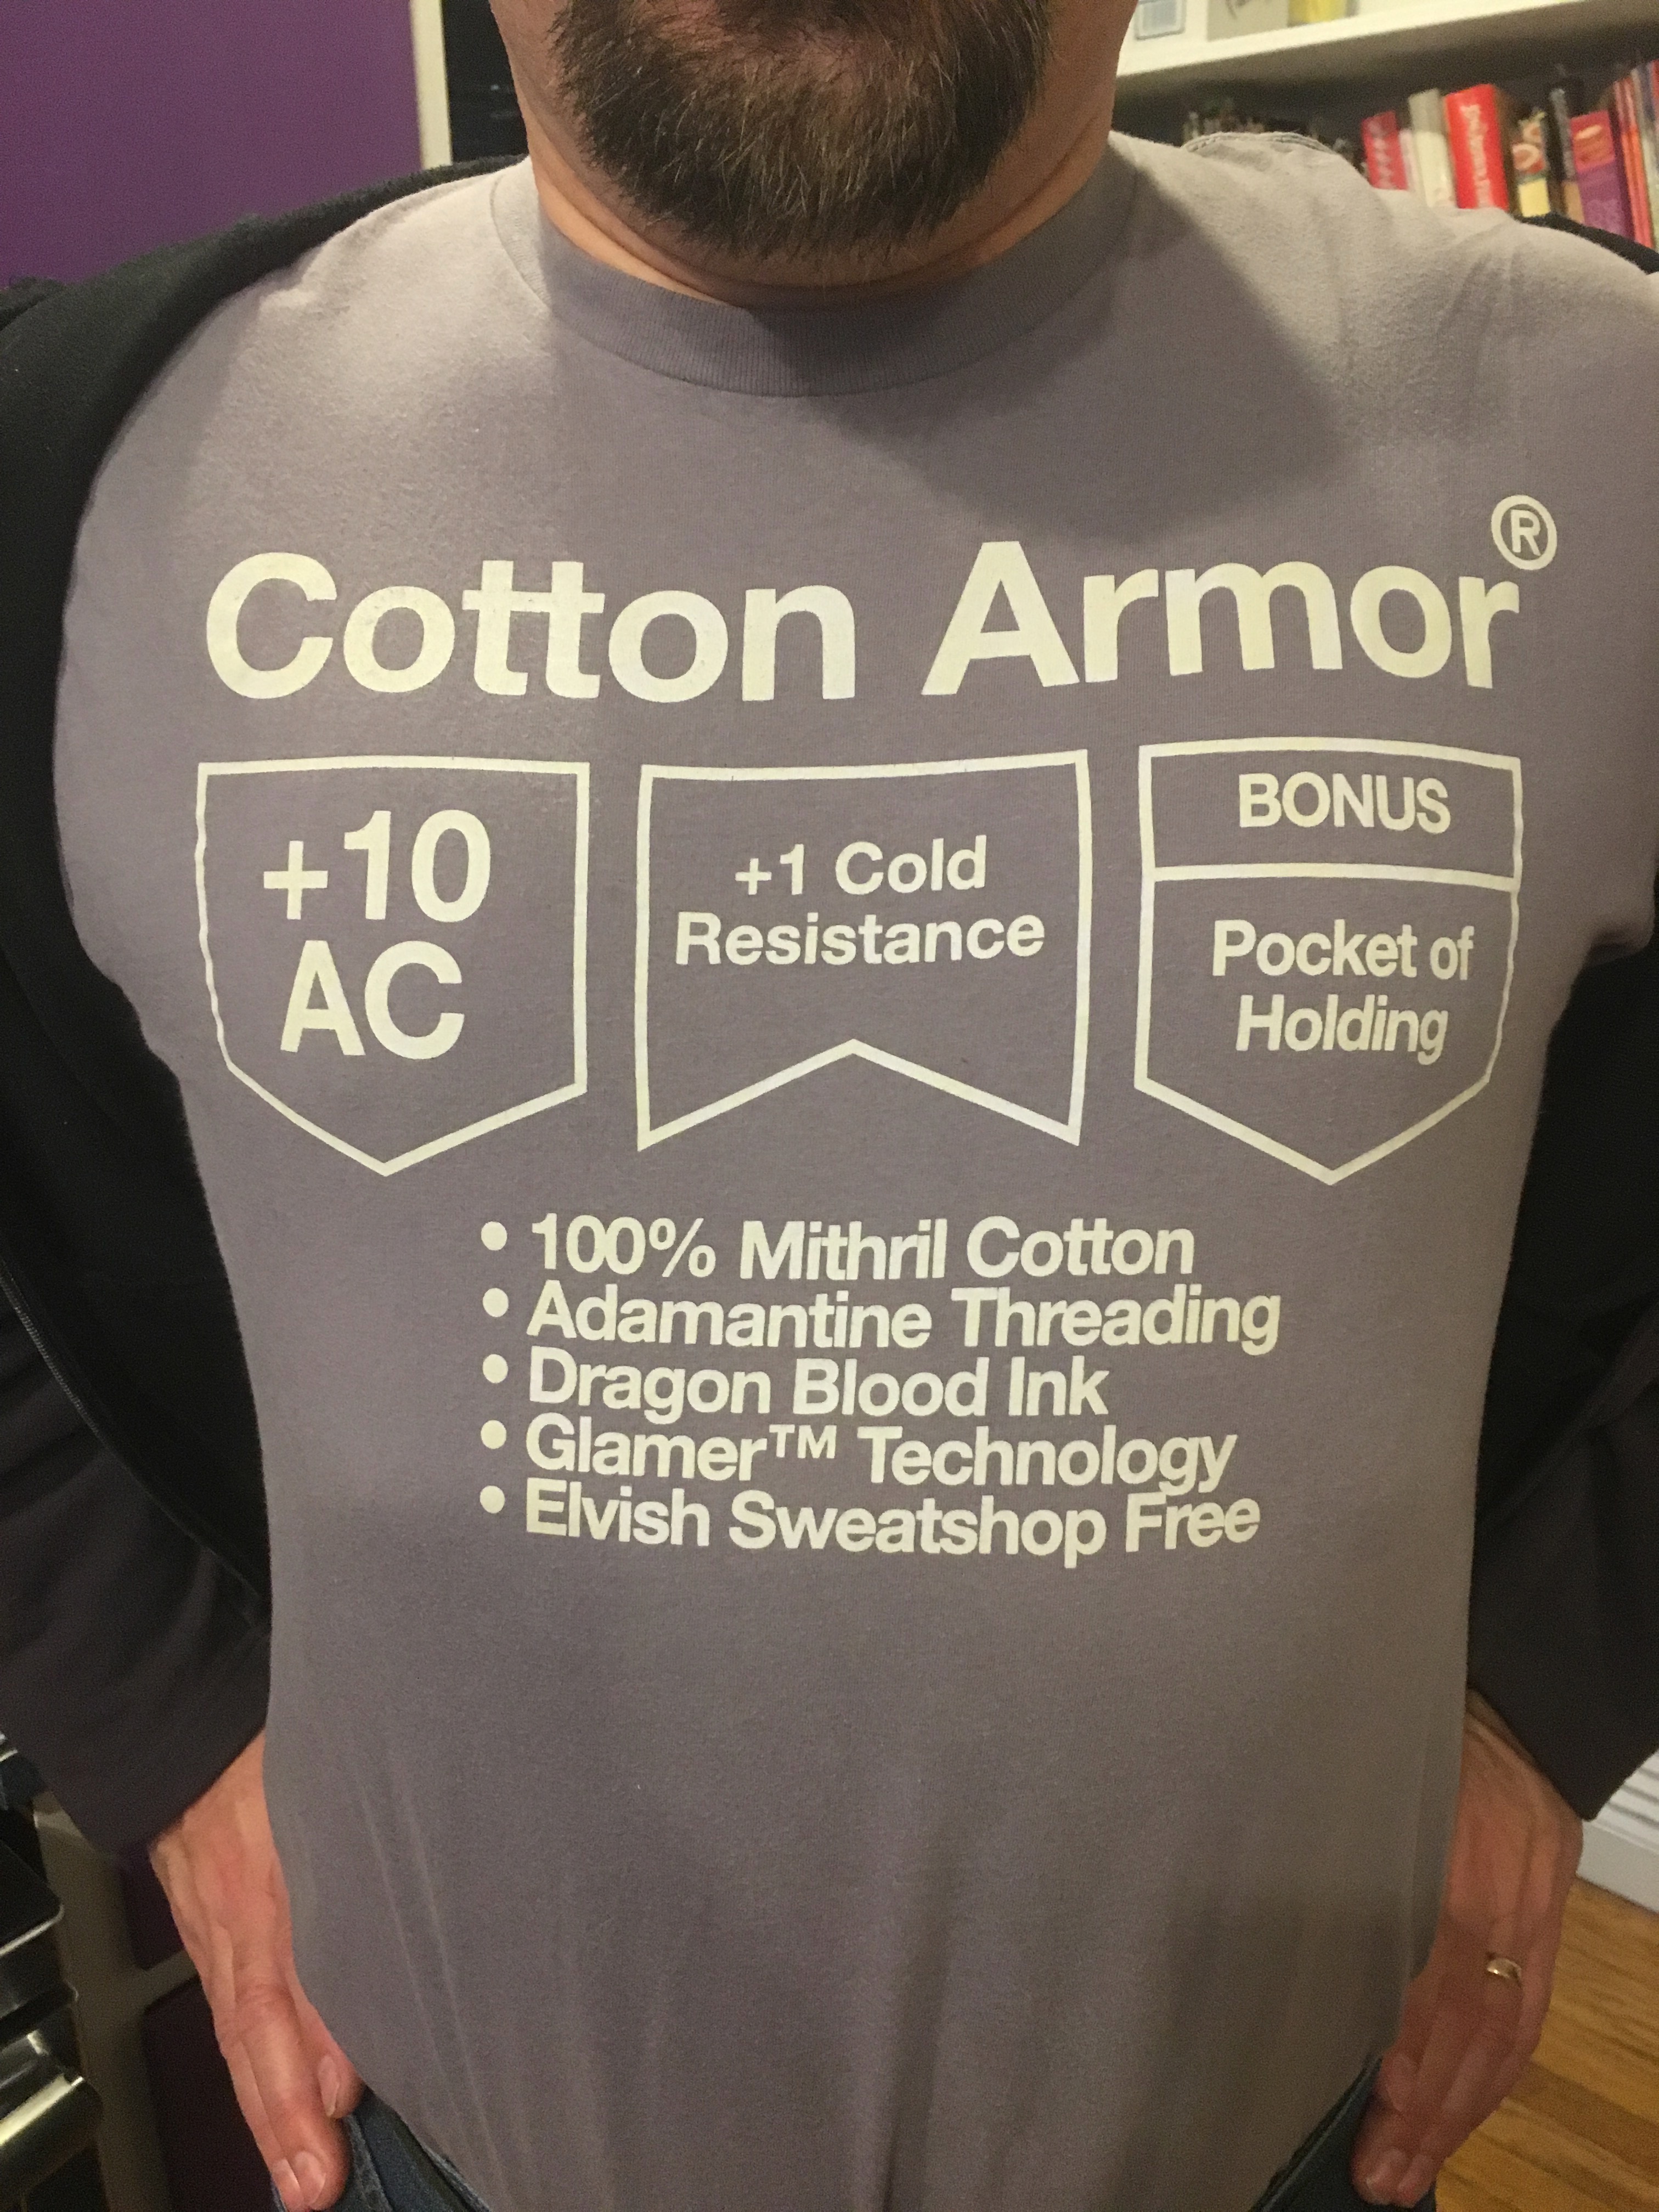 Cotton Armor®
+10
AC
+1 Cold
Resistance
BONUS
Pocket of
Holding
• 100% Mithril Cotton
• Adamantine Threading
• Dragon Blood Ink
• Glamer™ Technology
• Elvish Sweatshop Free